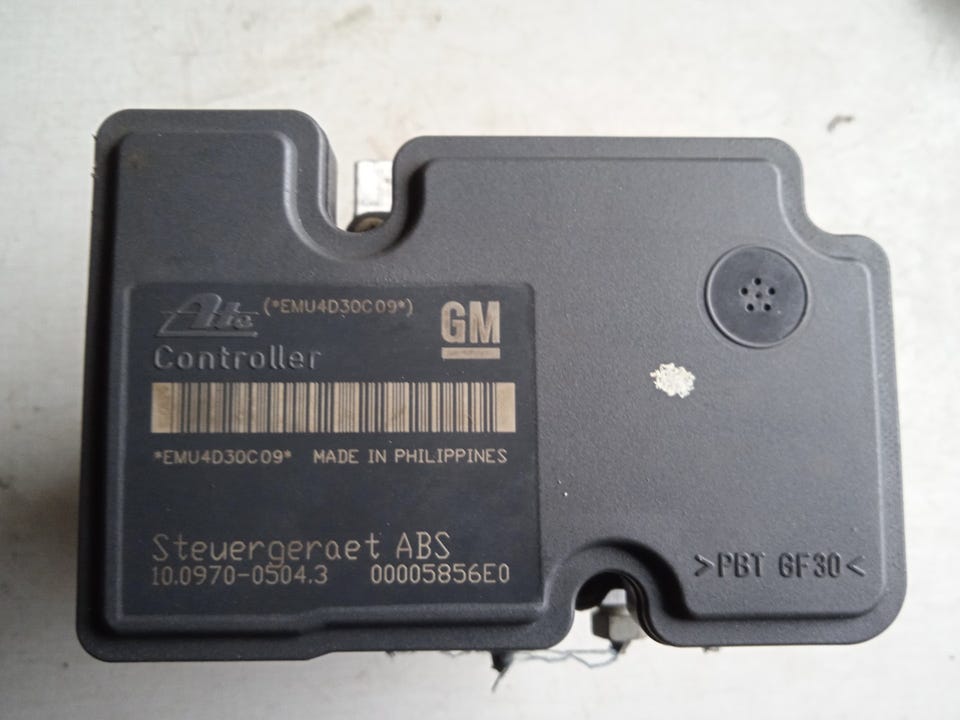 Ate (*EMU4D30C09*) GM
Controller
*EMU4D30C09* MADE IN PHILIPPINES
Steuergeraet ABS
10.0970-0504.3 00005856E0
>PBT GF30<